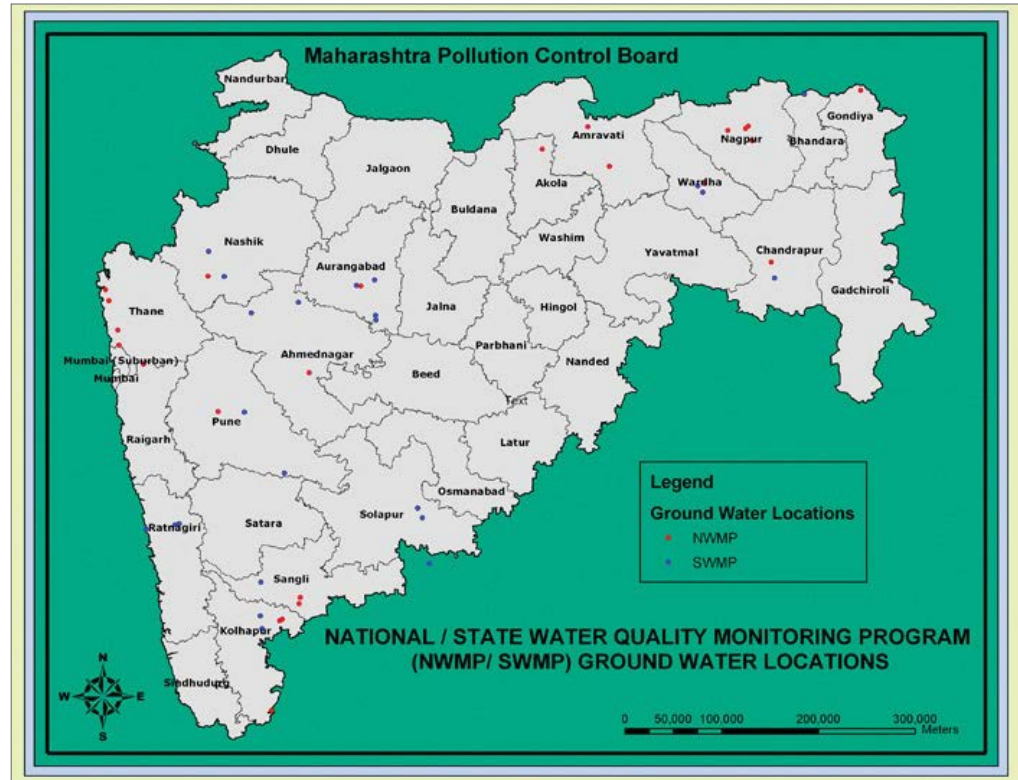 Maharashtra Pollution Control Board
Nandurbar
Gondiya
Amravati
Nagpur
Bhandara
Dhule
Jalgaon
Akola
Wardha
Buldana
Nashik
Washim
Yavatmal
Chandrapur
Aurangabad
Gadchiroli
Thane
Jalna
Hingol
Parbhani
Ahmednagar
Mumbai (Suburban)
Nanded
Mumbai
Beed
Text
Pune
Raigarh
Latur
Legend
Osmanabad
Ground Water Locations
Ratnagiri
Satara
Solapur
NWMP
SWMP
Sangli
Kolhapur
NATIONAL / STATE WATER QUALITY MONITORING PROGRAM
(NWMP/ SWMP) GROUND WATER LOCATIONS
Sindhudurg
N
W E
S
0 50,000 100,000 200,000 300,000
Meters